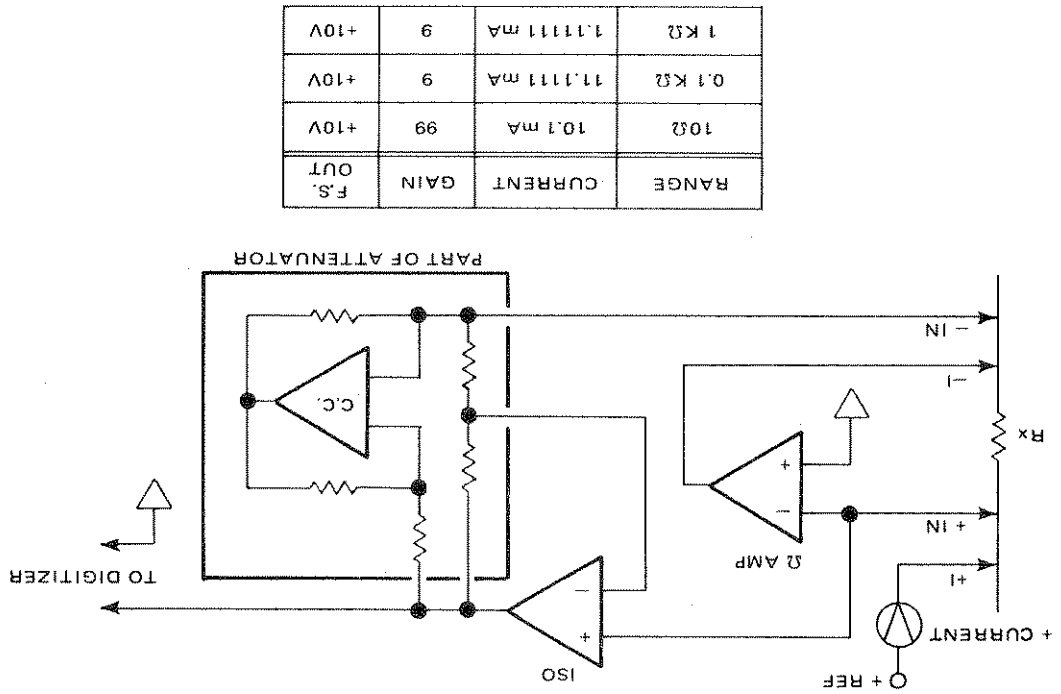 + REF
ISO
+ CURRENT
+
−
+I
TO DIGITIZER
Ω AMP
+ IN
−
+
Rx
C.C.
−I
− IN
PART OF ATTENUATOR
RANGE CURRENT GAIN F.S. OUT
10Ω 10.1 mA 99 +10V
0.1 KΩ 11.1111 mA 9 +10V
1 KΩ 1.11111 mA 9 +10V